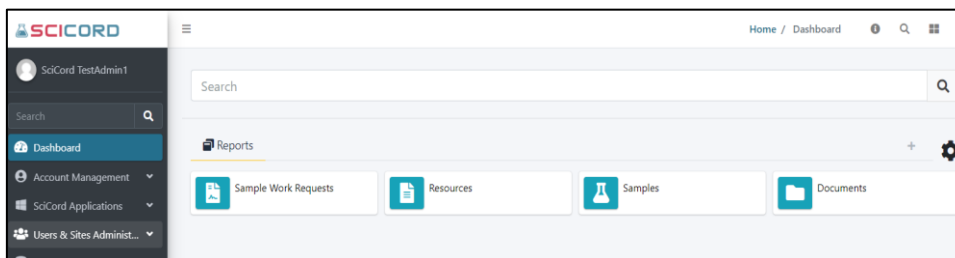 SCICORD
Home / Dashboard
SciCord TestAdmin1
Search
Search
Dashboard
Reports
+
Account Management
Sample Work Requests
Resources
Samples
Documents
SciCord Applications
Users & Sites Administ...